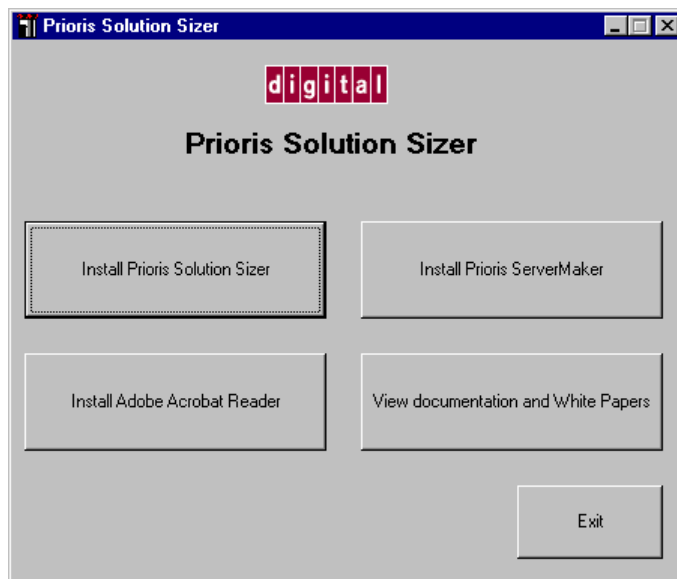 Prioris Solution Sizer
digital
Prioris Solution Sizer
Install Prioris Solution Sizer
Install Prioris ServerMaker
Install Adobe Acrobat Reader
View documentation and White Papers
Exit